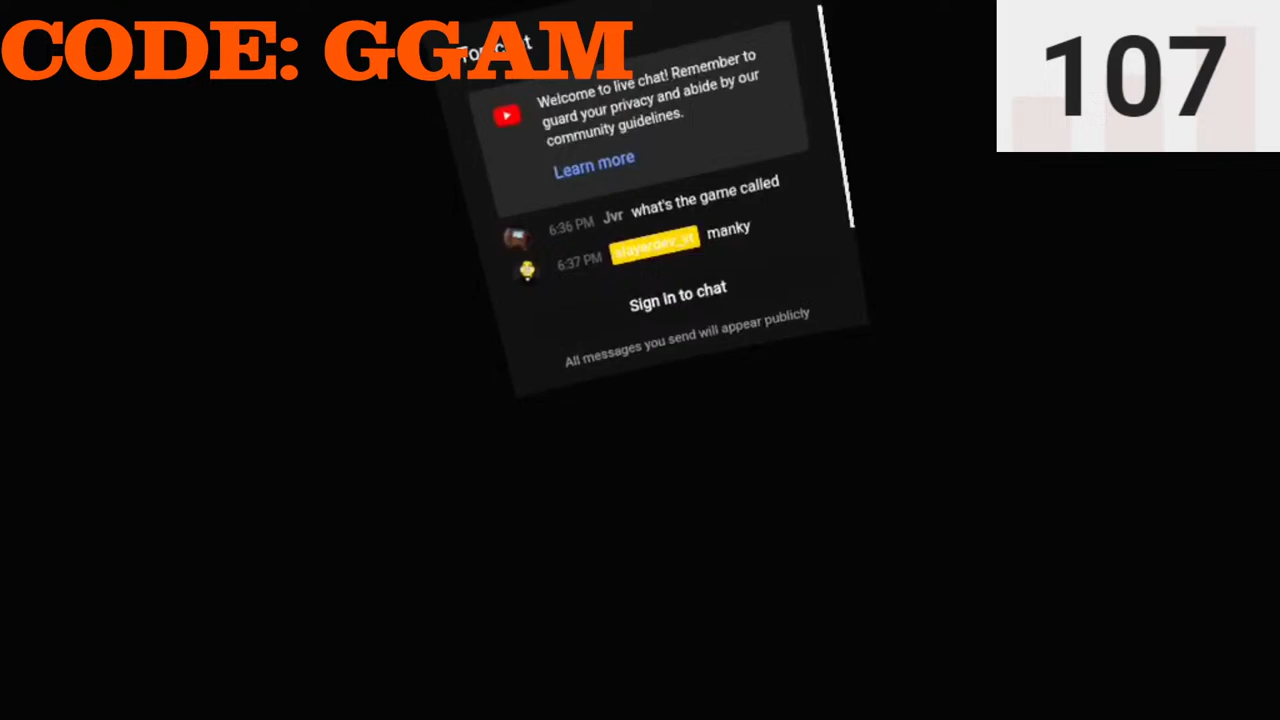 CODE: GGAM
107
Welcome to live chat! Remember to
guard your privacy and abide by our
community guidelines.
Learn more
6:36 PM Jvr what's the game called
6:37 PM manky
Sign in to chat
All messages you send will appear publicly